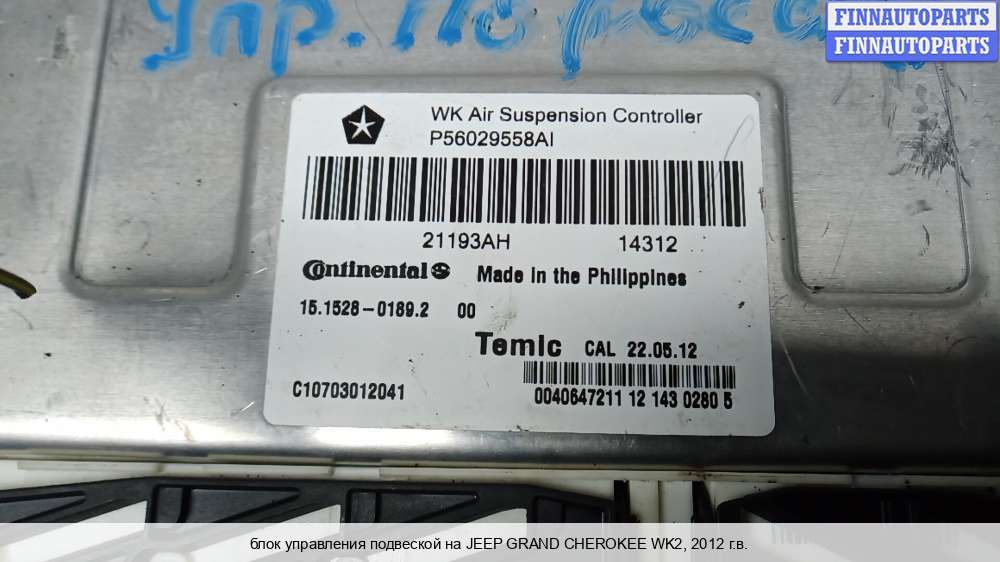 FINNAUTOPARTS
FINNAUTOPARTS
WK Air Suspension Controller
P56029558AI
21193AH 14312
Continental Made in the Philippines
15.1528-0189.2 00
Temic CAL 22.05.12
C10703012041 0040647211 12 143 0280 5
блок управления подвеской на JEEP GRAND CHEROKEE WK2, 2012 г.в.